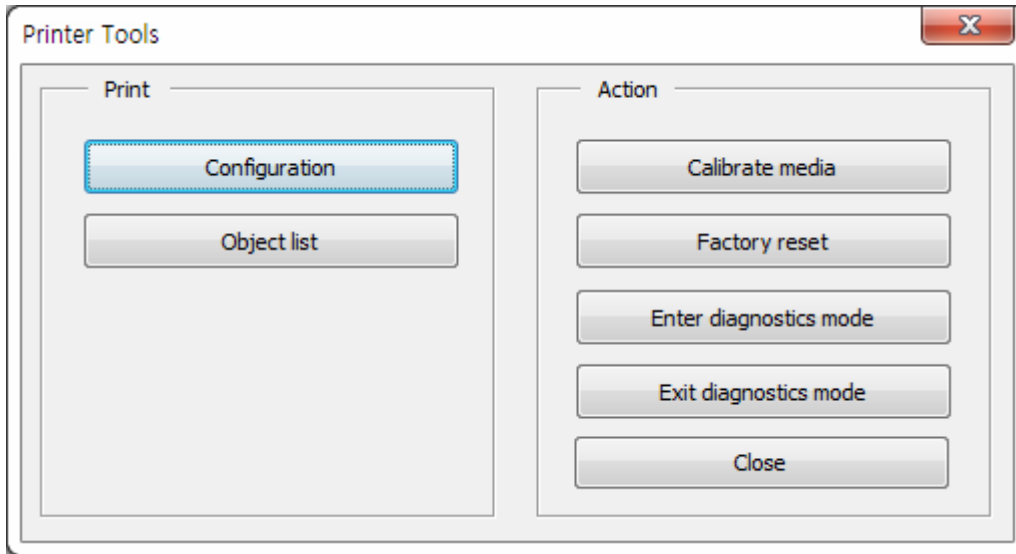 Printer Tools
Print
Configuration
Object list
Action
Calibrate media
Factory reset
Enter diagnostics mode
Exit diagnostics mode
Close